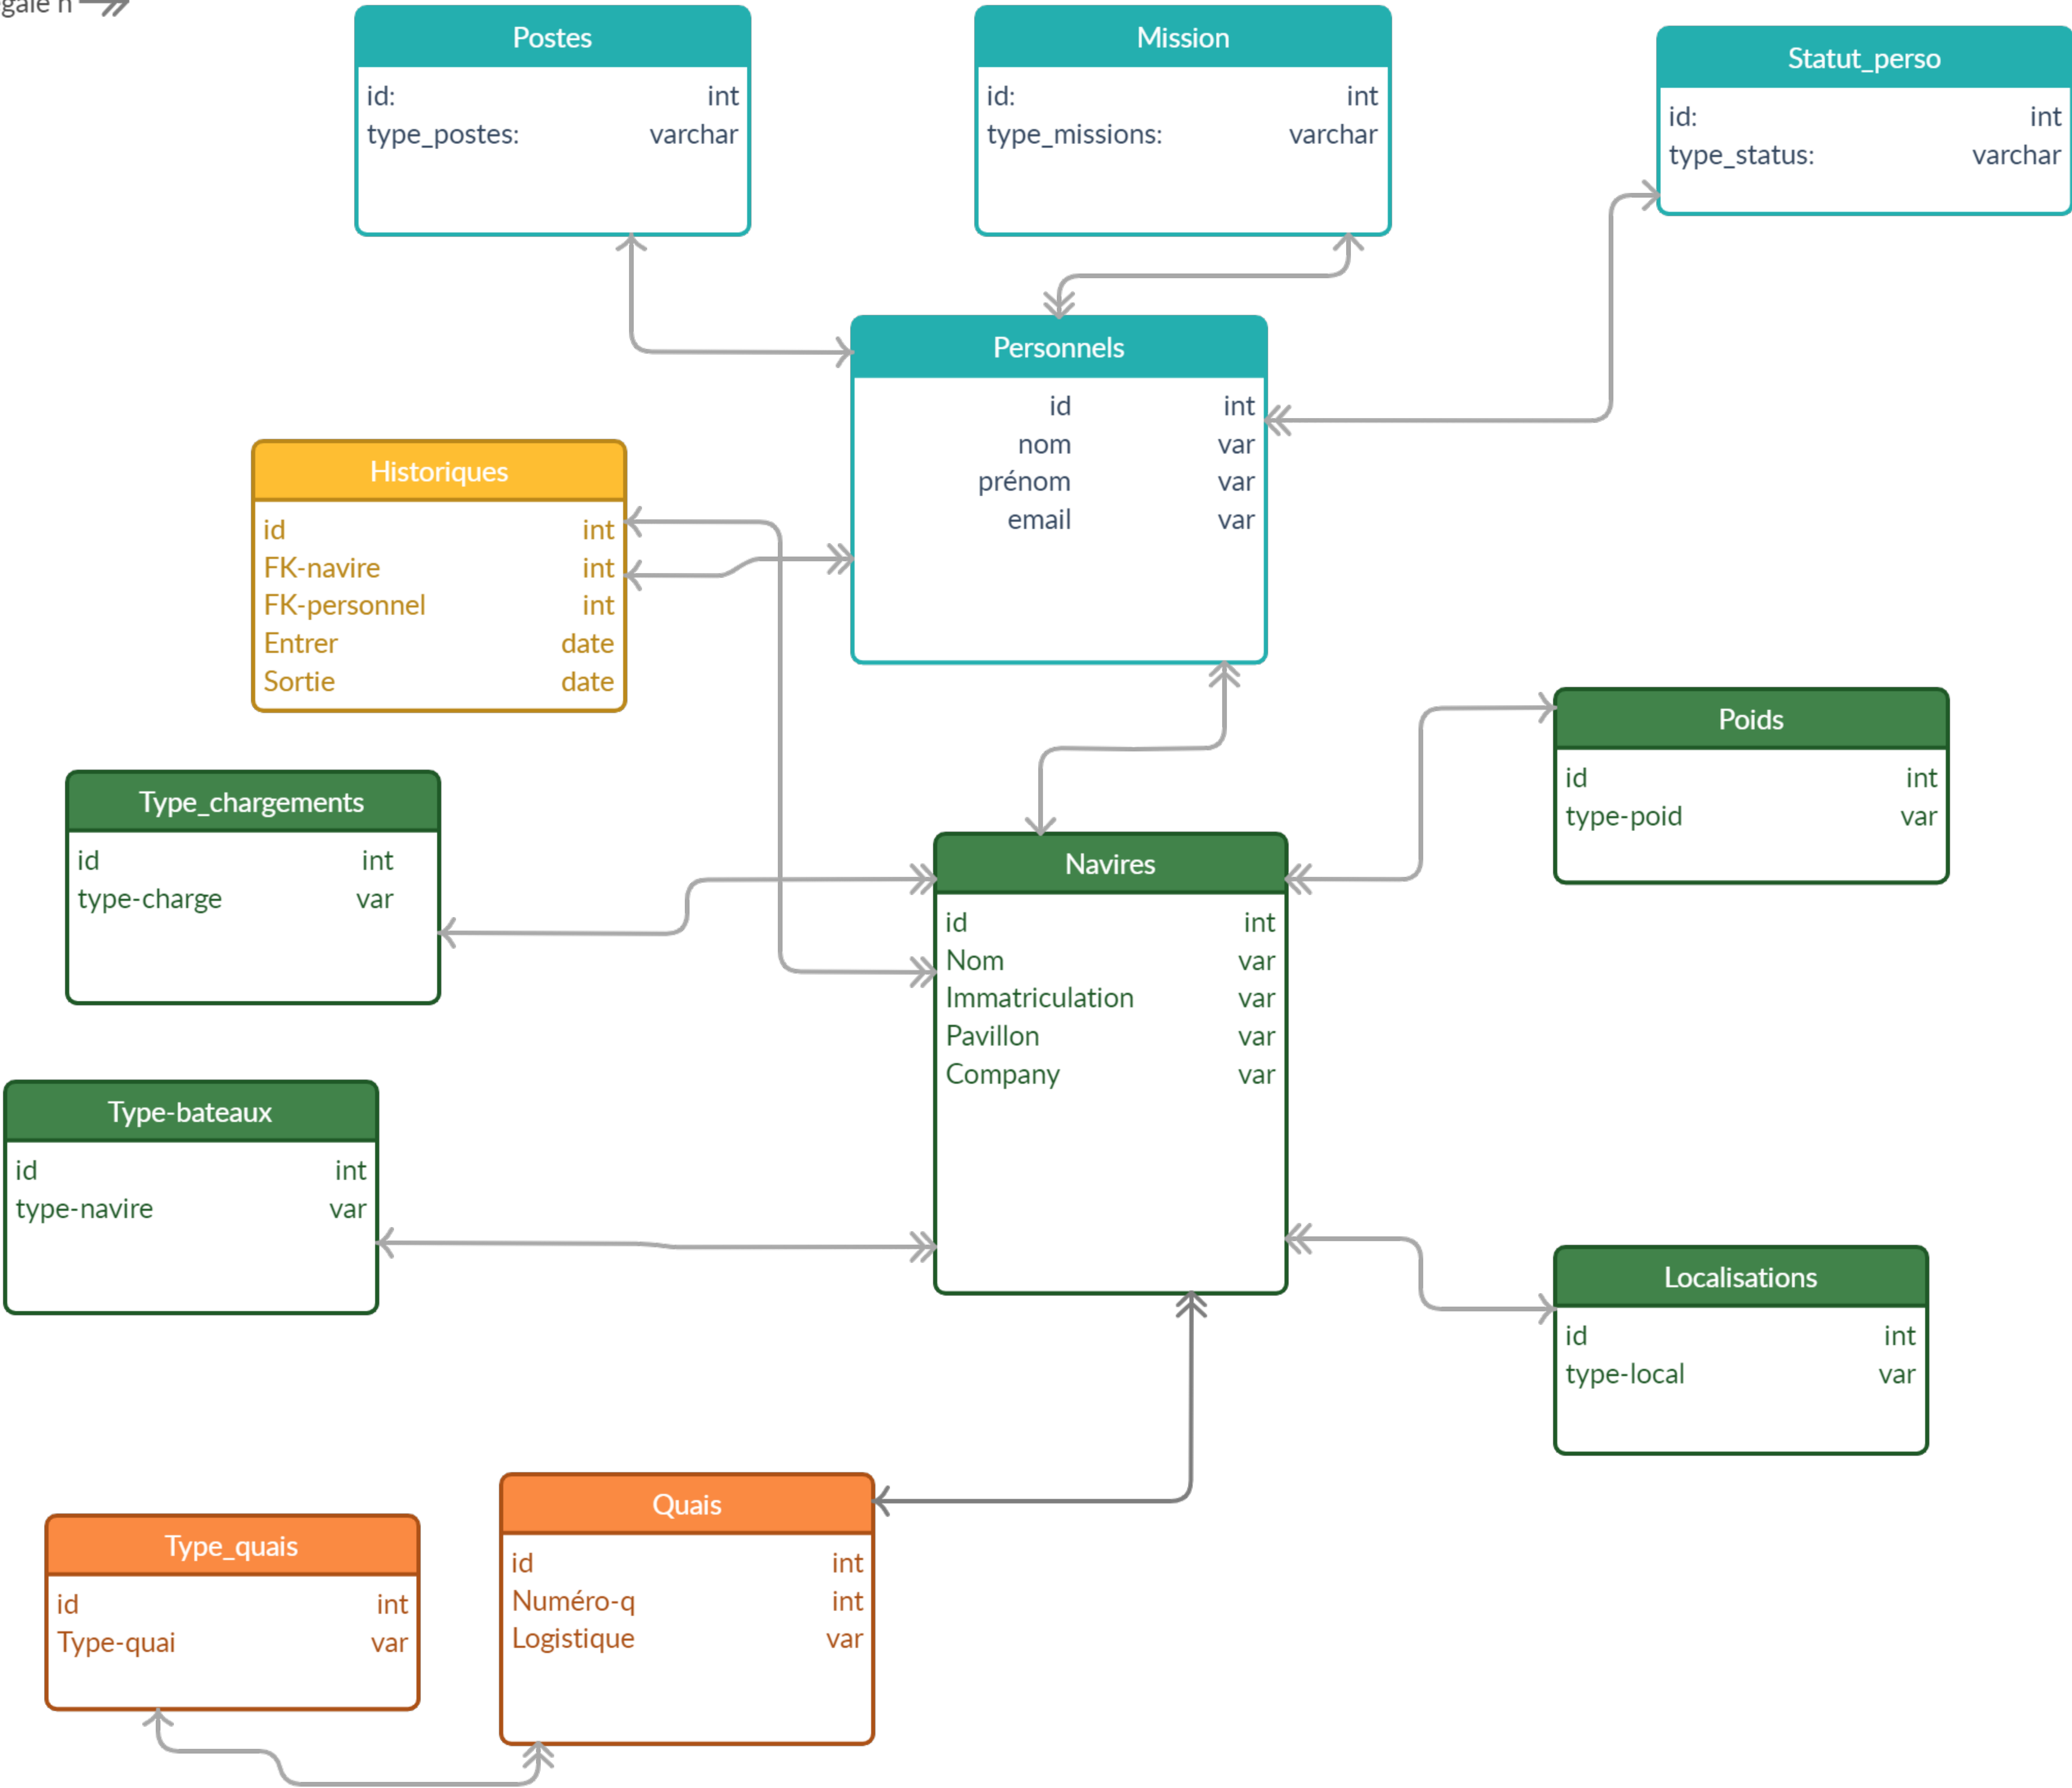 égale n
Postes
id: int
type_postes: varchar
Mission
id: int
type_missions: varchar
Statut_perso
id: int
type_status: varchar
Personnels
id int
nom var
prénom var
email var
Historiques
id int
FK-navire int
FK-personnel int
Entrer date
Sortie date
Poids
id int
type-poid var
Type_chargements
id int
type-charge var
Navires
id int
Nom var
Immatriculation var
Pavillon var
Company var
Type-bateaux
id int
type-navire var
Localisations
id int
type-local var
Quais
id int
Numéro-q int
Logistique var
Type_quais
id int
Type-quai var